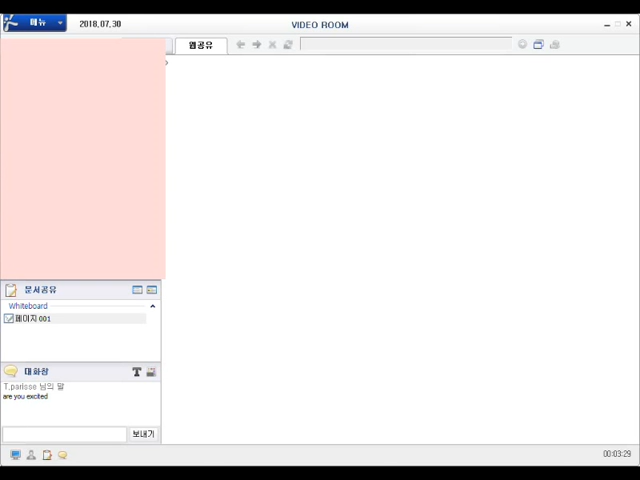 메뉴 2018.07.30 VIDEO ROOM
웹공유
문서공유
Whiteboard
페이지 001
대화창
T.parisse 님의 말
are you excited
보내기
00:03:29